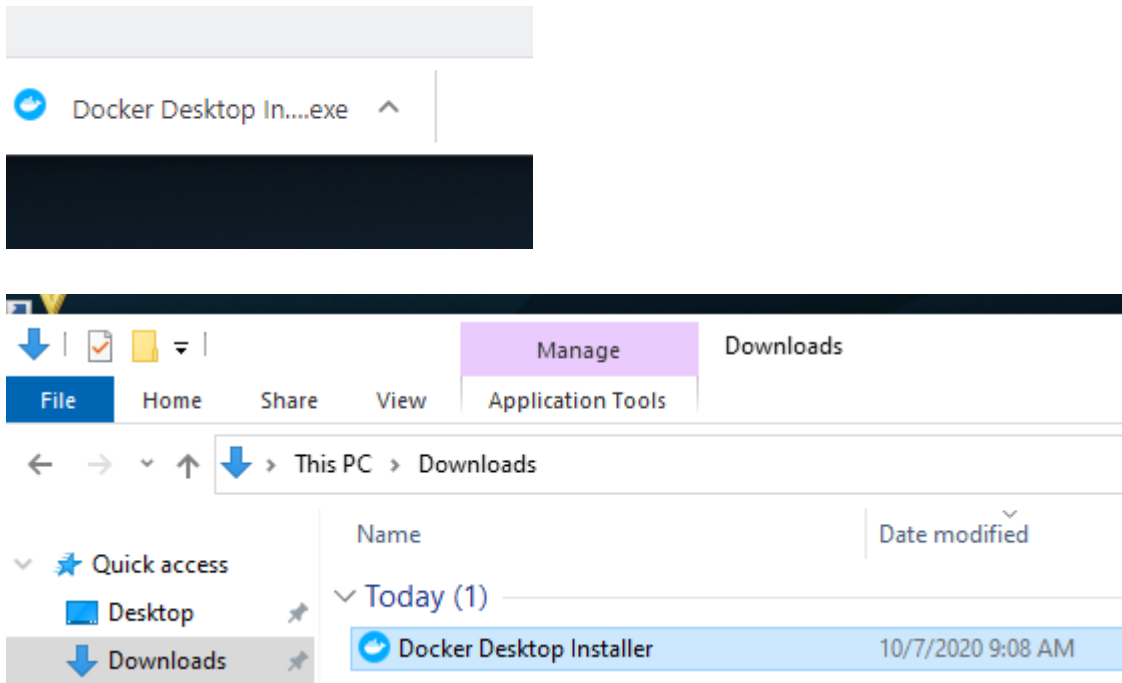 Docker Desktop In....exe
Manage Downloads
File Home Share View Application Tools
This PC > Downloads
Name Date modified
Quick access
Today (1)
Desktop
Docker Desktop Installer 10/7/2020 9:08 AM
Downloads